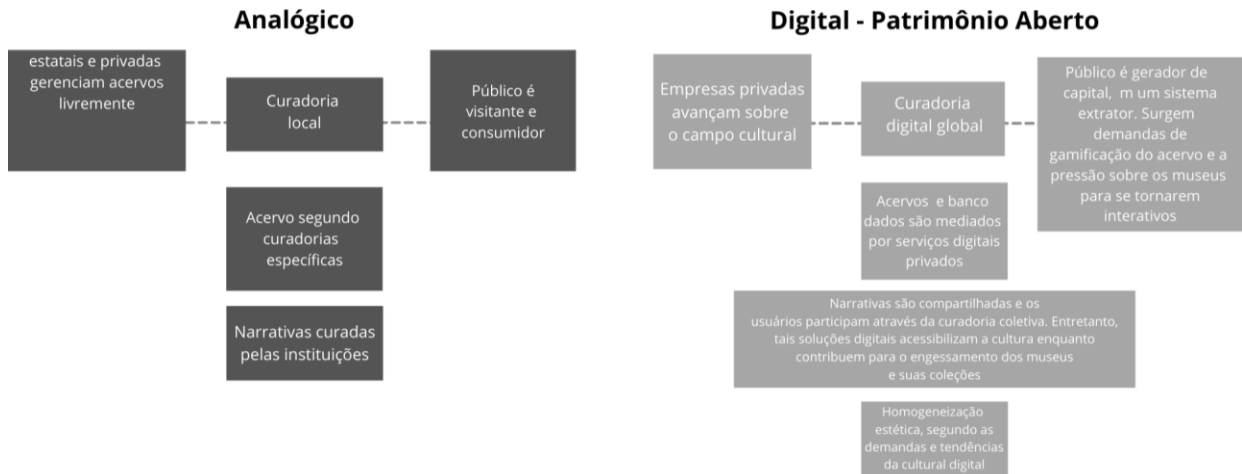 Analógico
estatais e privadas
gerenciam acervos
livremente
Curadoria
local
Público é
visitante e
consumidor
Acervo segundo
curadorias
específicas
Narrativas curadas
pelas instituições
Digital - Patrimônio Aberto
Empresas privadas
avançam sobre
o campo cultural
Curadoria
digital global
Público é gerador de
capital, m um sistema
extrator. Surgem
demandas de
gamificação do acervo e a
pressão sobre os museus
para se tornarem
interativos
Acervos e banco
dados são mediados
por serviços digitais
privados
Narrativas são compartilhadas e os
usuários participam através da curadoria coletiva. Entretanto,
tais soluções digitais acessibilizam a cultura enquanto
contribuem para o engessamento dos museus
e suas coleções
Homogeneização
estética, segundo as
demandas e tendências
da cultural digital